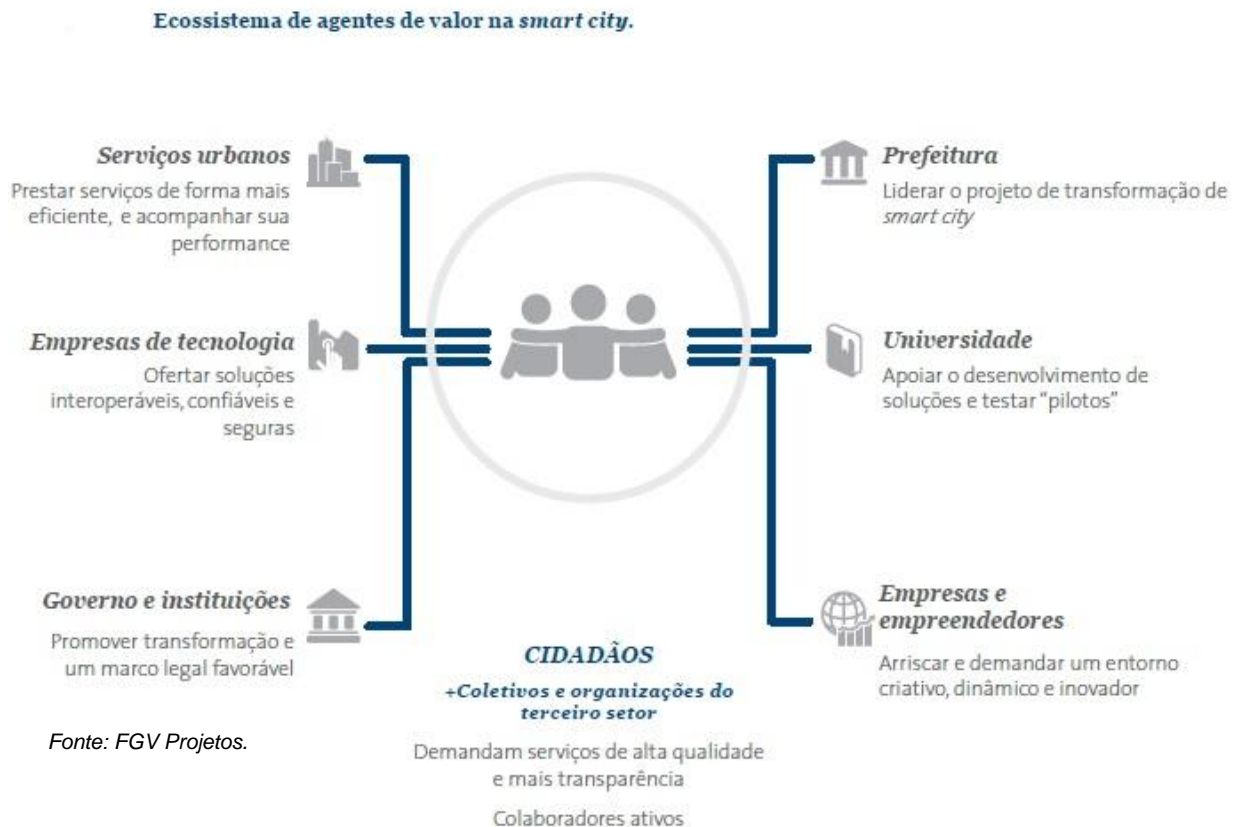 Ecossistema de agentes de valor na smart city.
Serviços urbanos
Prestar serviços de forma mais
eficiente, e acompanhar sua
performance
Empresas de tecnologia
Ofertar soluções
interoperáveis, confiáveis e
seguras
Governo e instituições
Promover transformação e
um marco legal favorável
Prefeitura
Liderar o projeto de transformação de
smart city
Universidade
Apoiar o desenvolvimento de
soluções e testar “pilotos”
Empresas e
empreendedores
Arriscar e demandar um entorno
criativo, dinâmico e inovador
CIDADÃOS
+Coletivos e organizações do
terceiro setor
Demandam serviços de alta qualidade
e mais transparência
Colaboradores ativos
Fonte: FGV Projetos.